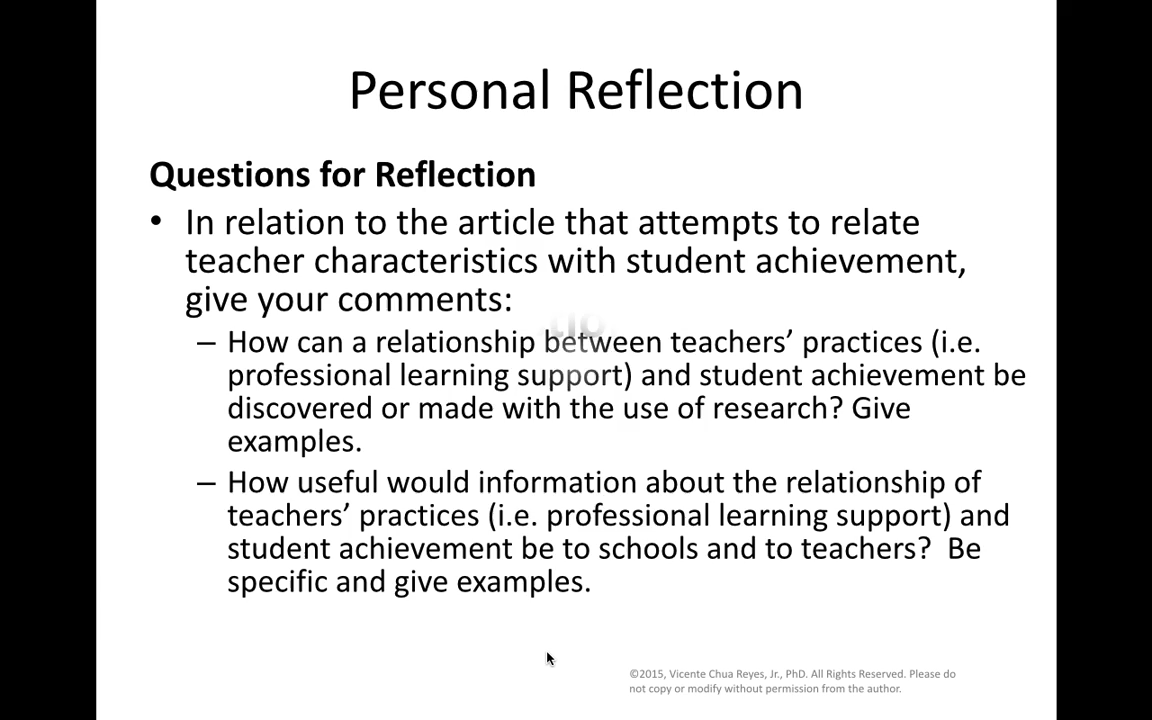 Personal Reflection
Questions for Reflection
• In relation to the article that attempts to relate
teacher characteristics with student achievement,
give your comments:
– How can a relationship between teachers’ practices (i.e.
professional learning support) and student achievement be
discovered or made with the use of research? Give
examples.
– How useful would information about the relationship of
teachers’ practices (i.e. professional learning support) and
student achievement be to schools and to teachers?  Be
specific and give examples.
©2015, Vicente Chua Reyes, Jr., PhD. All Rights Reserved. Please do
not copy or modify without permission from the author.